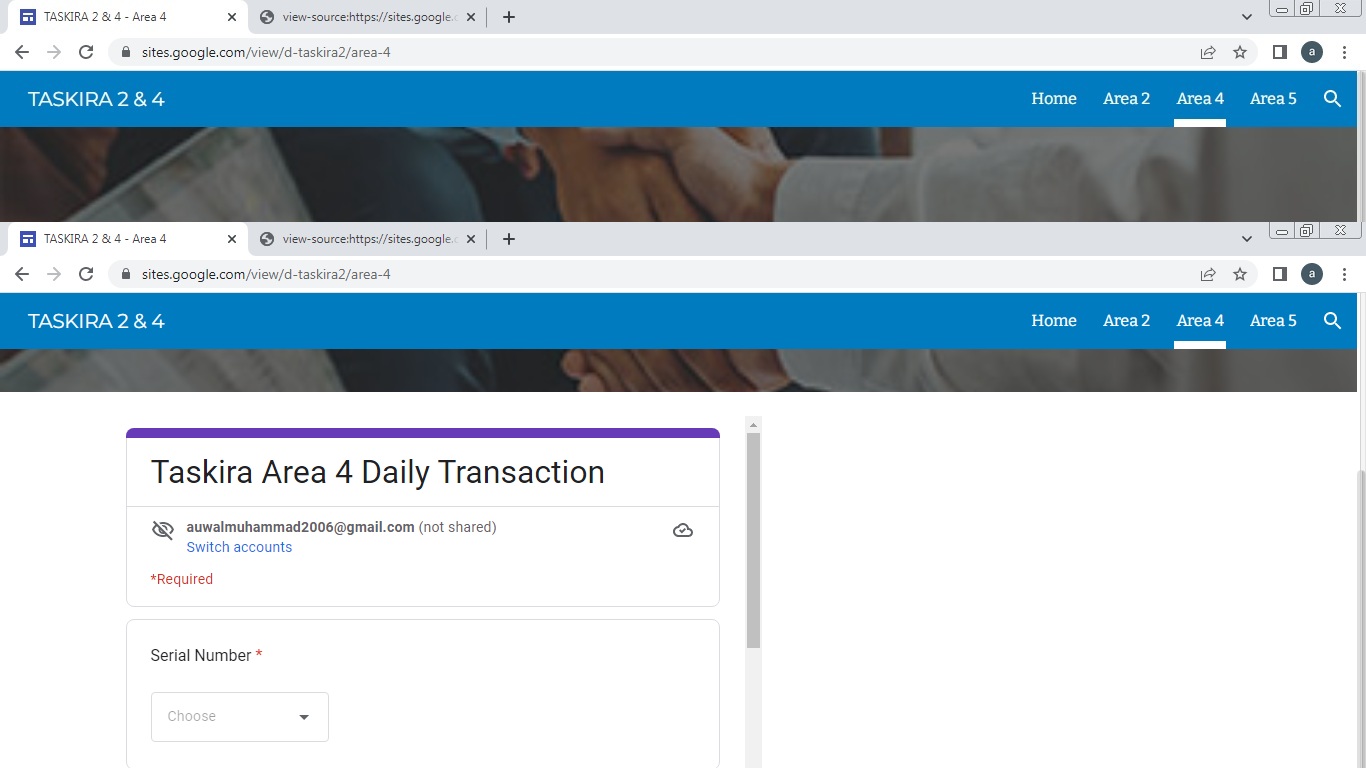 TASKIRA 2 & 4 - Area 4
view-source:https://sites.google.c
sites.google.com/view/d-taskira2/area-4
a
TASKIRA 2 & 4
Home Area 2 Area 4 Area 5
TASKIRA 2 & 4 - Area 4
view-source:https://sites.google.c
sites.google.com/view/d-taskira2/area-4
a
TASKIRA 2 & 4
Home Area 2 Area 4 Area 5
Taskira Area 4 Daily Transaction
auwalmuhammad2006@gmail.com (not shared)
Switch accounts
*Required
Serial Number *
Choose